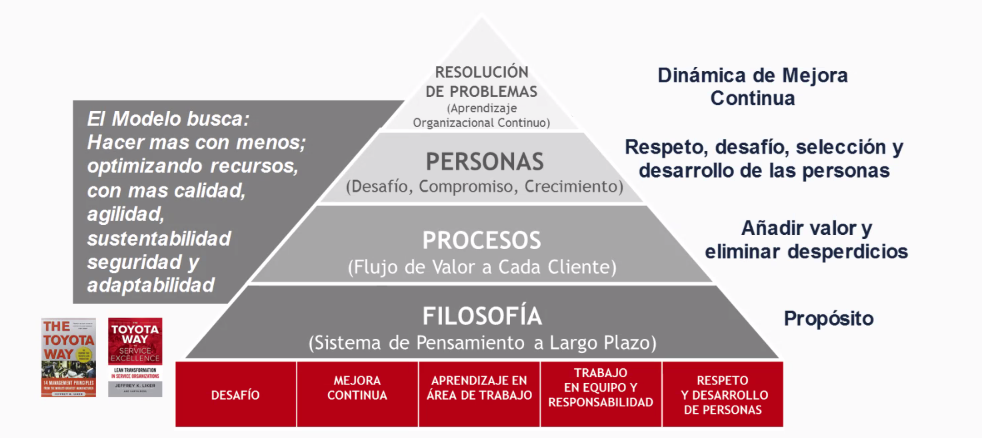 RESOLUCIÓN
DE PROBLEMAS
(Aprendizaje
Organizacional Continuo)
Dinámica de Mejora
Continua
El Modelo busca:
Hacer mas con menos;
optimizando recursos,
con mas calidad,
agilidad,
sustentabilidad
seguridad y
adaptabilidad
PERSONAS
(Desafío, Compromiso, Crecimiento)
Respeto, desafío, selección y
desarrollo de las personas
PROCESOS
(Flujo de Valor a Cada Cliente)
Añadir valor y
eliminar desperdicios
FILOSOFÍA
(Sistema de Pensamiento a Largo Plazo)
Propósito
THE
TOYOTA
WAY
14 MANAGEMENT PRINCIPLES
JEFFREY K. LIKER
THE
TOYOTA
WAY
TO SERVICE
EXCELLENCE
LEAN TRANSFORMATION
IN SERVICE ORGANIZATIONS
JEFFREY K. LIKER
DESAFÍO
MEJORA
CONTINUA
APRENDIZAJE EN
ÁREA DE TRABAJO
TRABAJO
EN EQUIPO Y
RESPONSABILIDAD
RESPETO
Y DESARROLLO
DE PERSONAS